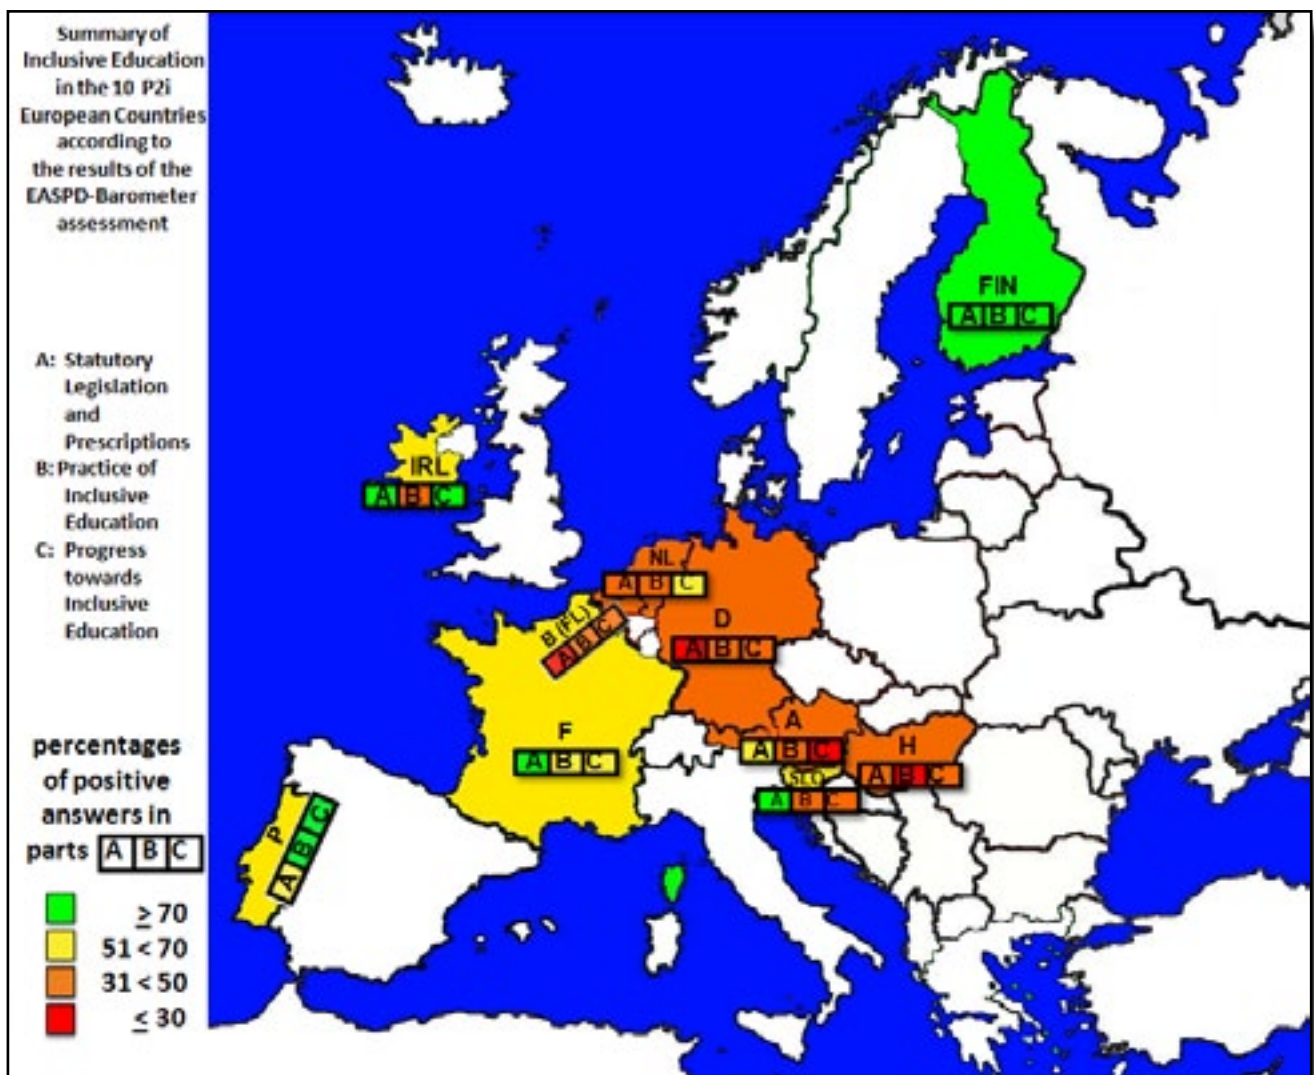 Summary of
Inclusive Education
in the 10 P2i
European Countries
according to
the results of the
EASPD-Barometer
assessment
A: Statutory
Legislation
and
Prescriptions
B: Practice of
Inclusive
Education
C: Progress
towards
Inclusive
Education
percentages
of positive
answers in
parts A B C
≥ 70
51 < 70
31 < 50
≤ 30
FIN
A B C
IRL
A B C
NL
A B C
B (FL)
A B C
D
A B C
A
A B C
H
A B C
SLO
A B C
F
A B C
P
A B C